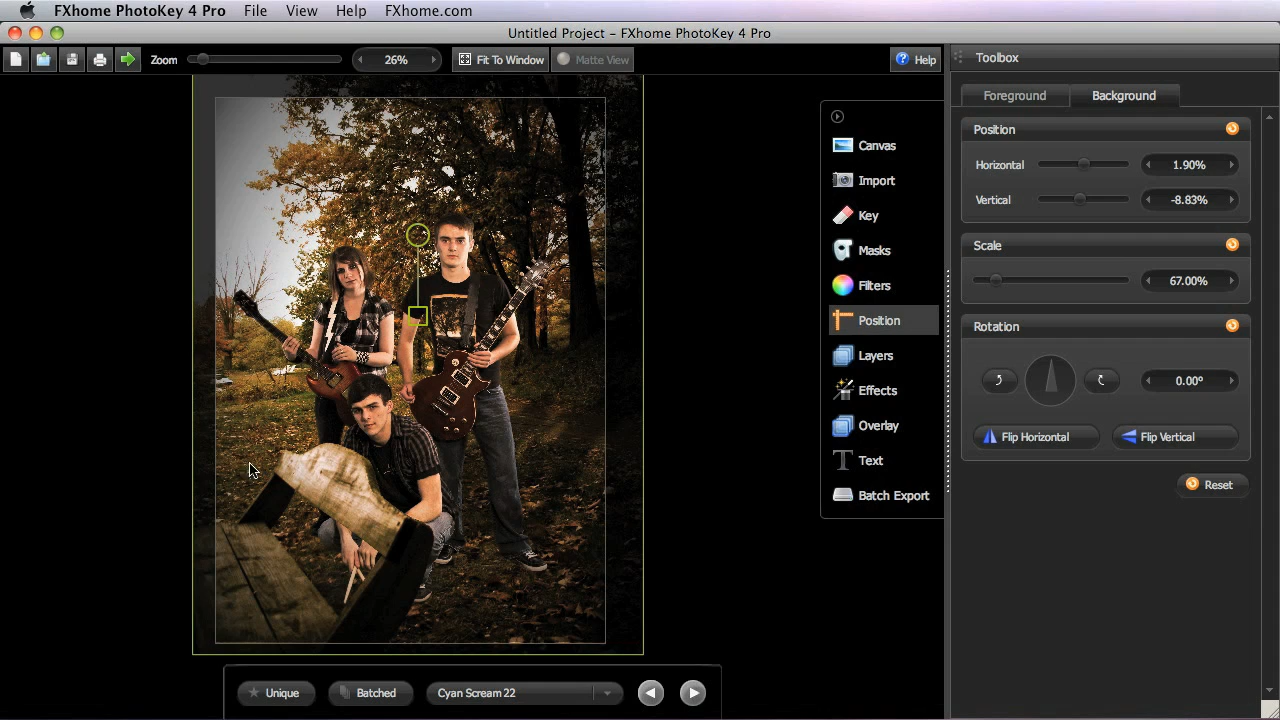 FXhome PhotoKey 4 Pro File View Help FXhome.com
Untitled Project – FXhome PhotoKey 4 Pro
Zoom 26% Fit To Window Matte View Help
Toolbox
Foreground Background
Position
Horizontal 1.90%
Vertical -8.83%
Scale
67.00%
Rotation
0.00º
Flip Horizontal Flip Vertical
Reset
Canvas
Import
Key
Masks
Filters
Position
Layers
Effects
Overlay
Text
Batch Export
Unique Batched Cyan Scream 22